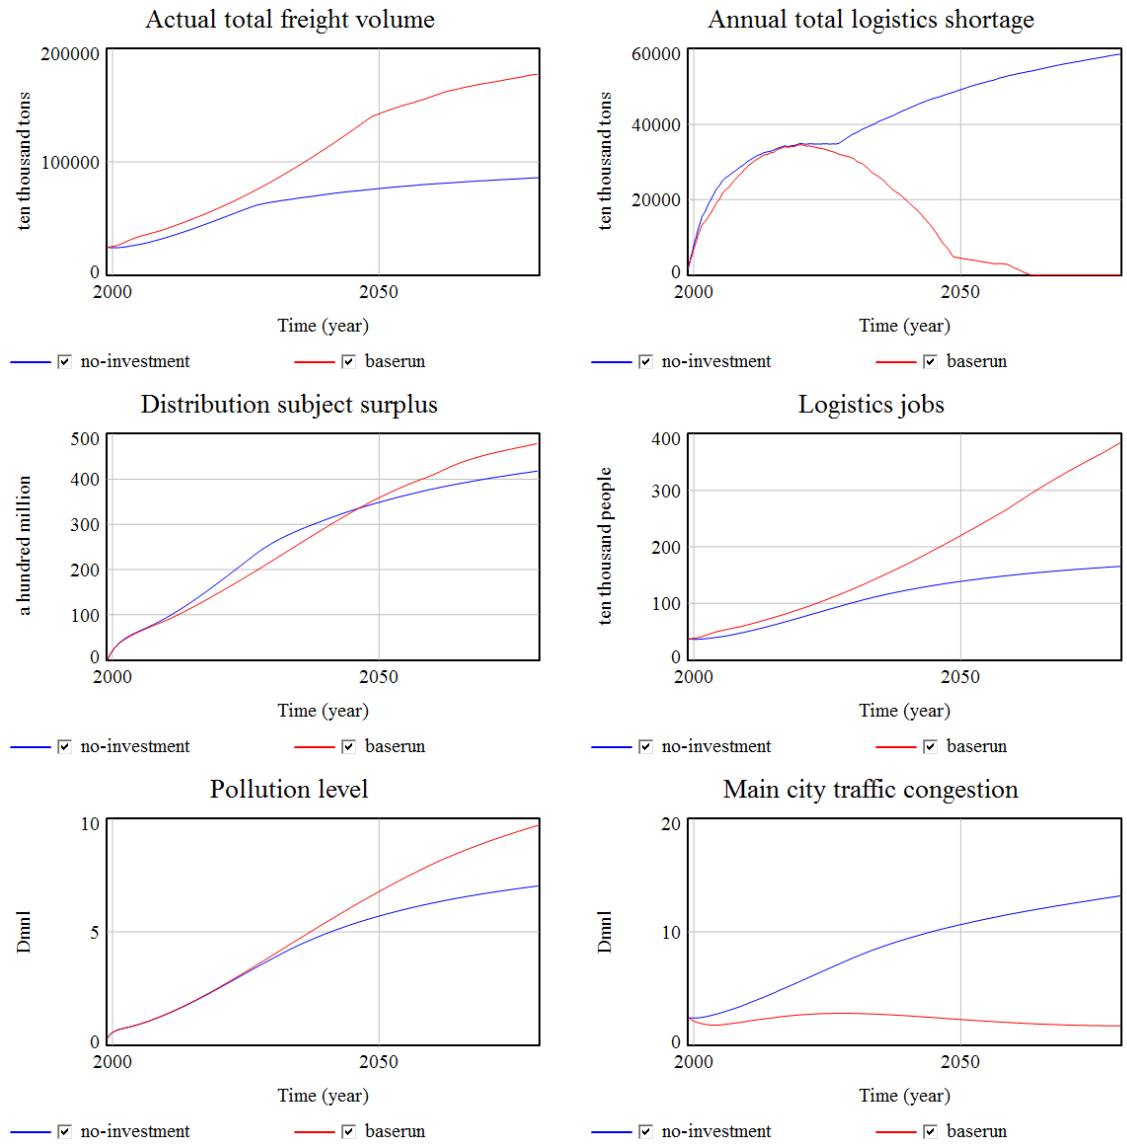 Actual total freight volume
200000
100000
0
ten thousand tons
2000 2050
Time (year)
no-investment baserun
Annual total logistics shortage
60000
40000
20000
0
ten thousand tons
2000 2050
Time (year)
no-investment baserun
Distribution subject surplus
500
400
300
200
100
0
a hundred million
2000 2050
Time (year)
no-investment baserun
Logistics jobs
400
300
200
100
0
ten thousand people
2000 2050
Time (year)
no-investment baserun
Pollution level
10
5
0
Dmnl
2000 2050
Time (year)
no-investment baserun
Main city traffic congestion
20
10
0
Dmnl
2000 2050
Time (year)
no-investment baserun